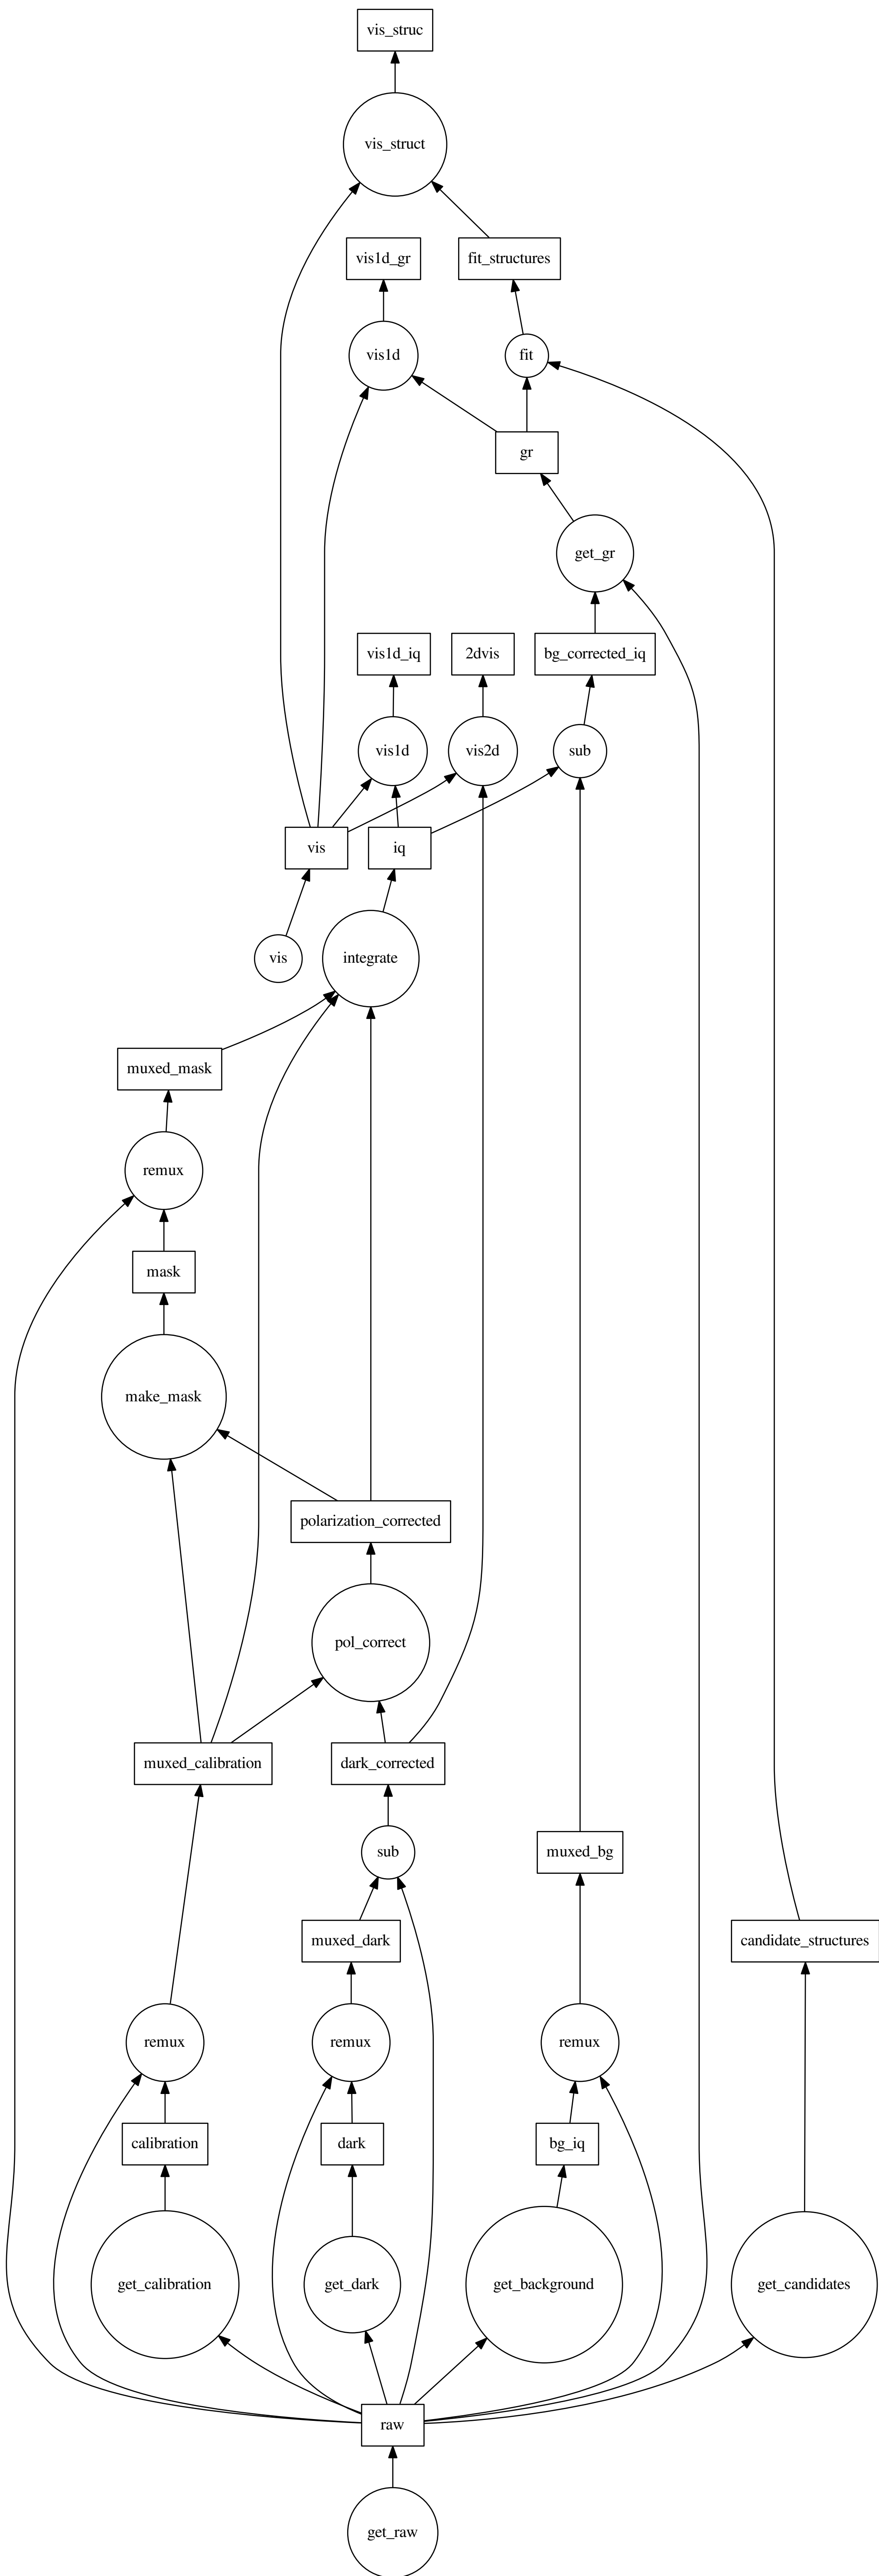 vis_struc
vis_struct
vis1d_gr
fit_structures
vis1d
fit
gr
get_gr
vis1d_iq
2dvis
bg_corrected_iq
vis1d
vis2d
sub
vis
iq
vis
integrate
muxed_mask
remux
mask
make_mask
polarization_corrected
pol_correct
muxed_calibration
dark_corrected
sub
muxed_bg
muxed_dark
candidate_structures
remux
remux
remux
calibration
dark
bg_iq
get_calibration
get_dark
get_background
get_candidates
raw
get_raw